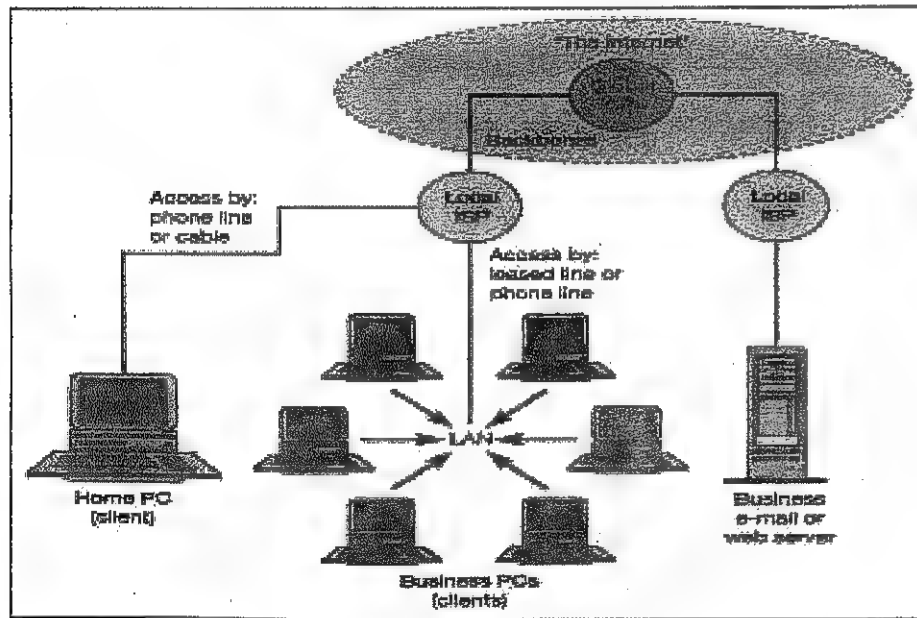 "The Internet"
Backbones
Local
ISP
Local
ISP
Access by:
phone line
or cable
Access by:
leased line or
phone line
LAN
Home PC
(client)
Business PCs
(clients)
Business
e-mail or
web server